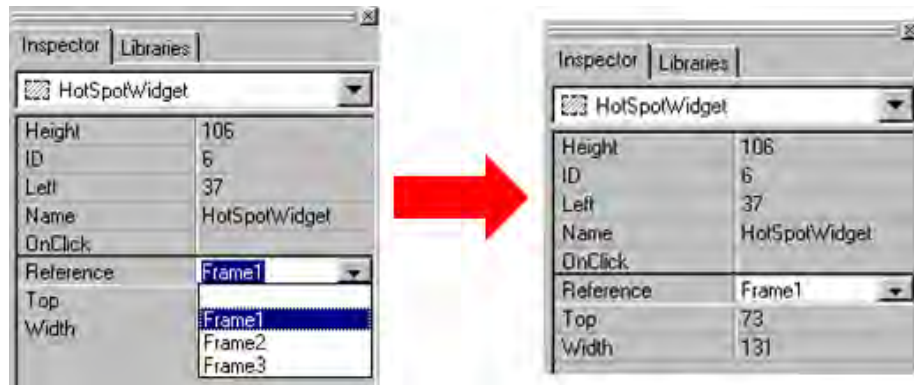 Inspector Libraries
HotSpotWidget
Height 106
ID 6
Left 37
Name HotSpotWidget
OnClick
Reference Frame1
Top
Frame1
Width
Frame2
Frame3
Inspector Libraries
HotSpotWidget
Height 106
ID 6
Left 37
Name HotSpotWidget
OnClick
Reference Frame1
Top 73
Width 131